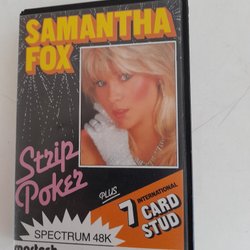 SAMANTHA
FOX
Strip
Poker
PLUS
7
INTERNATIONAL
CARD
STUD
SPECTRUM 48K
martech